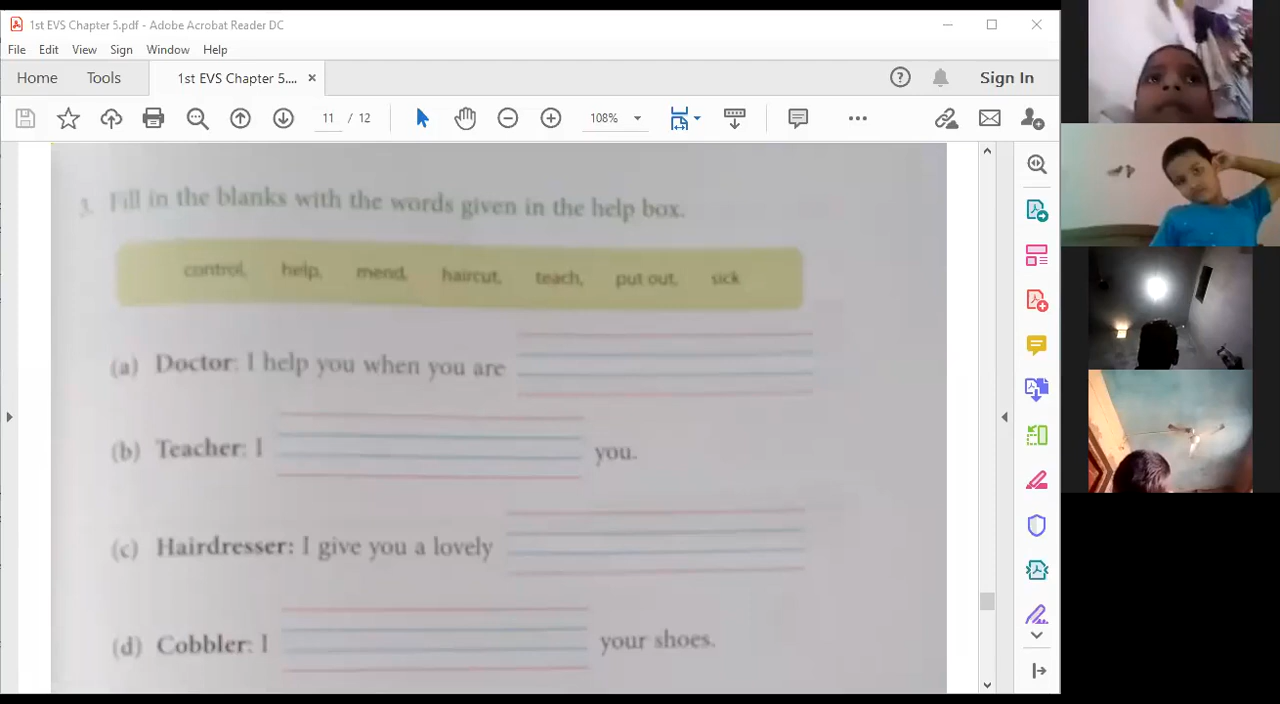 1st EVS Chapter 5.pdf - Adobe Acrobat Reader DC
File Edit View Sign Window Help
Home Tools 1st EVS Chapter 5.... × Sign In
11 / 12 108%
3. Fill in the blanks with the words given in the help box.
control, help, mend, haircut, teach, put out, sick
(a) Doctor: I help you when you are
(b) Teacher: I you.
(c) Hairdresser: I give you a lovely
(d) Cobbler: I your shoes.